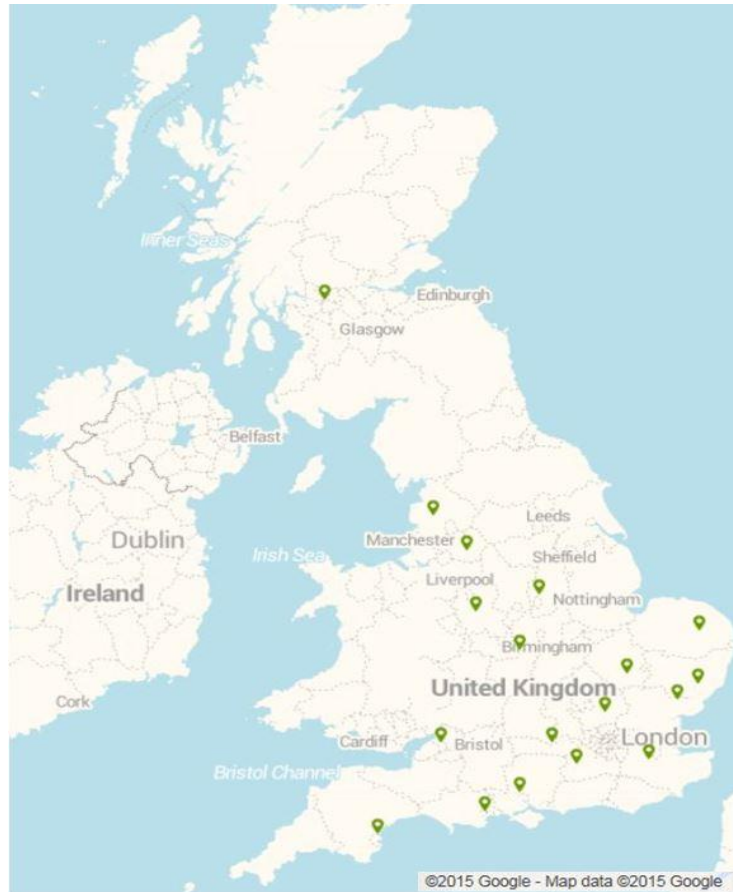 Inner Seas
Edinburgh
Glasgow
Belfast
Leeds
Dublin
Manchester
Irish Sea
Sheffield
Liverpool
Ireland
Nottingham
Birmingham
United Kingdom
Cork
London
Cardiff
Bristol
Bristol Channel
©2015 Google - Map data ©2015 Google